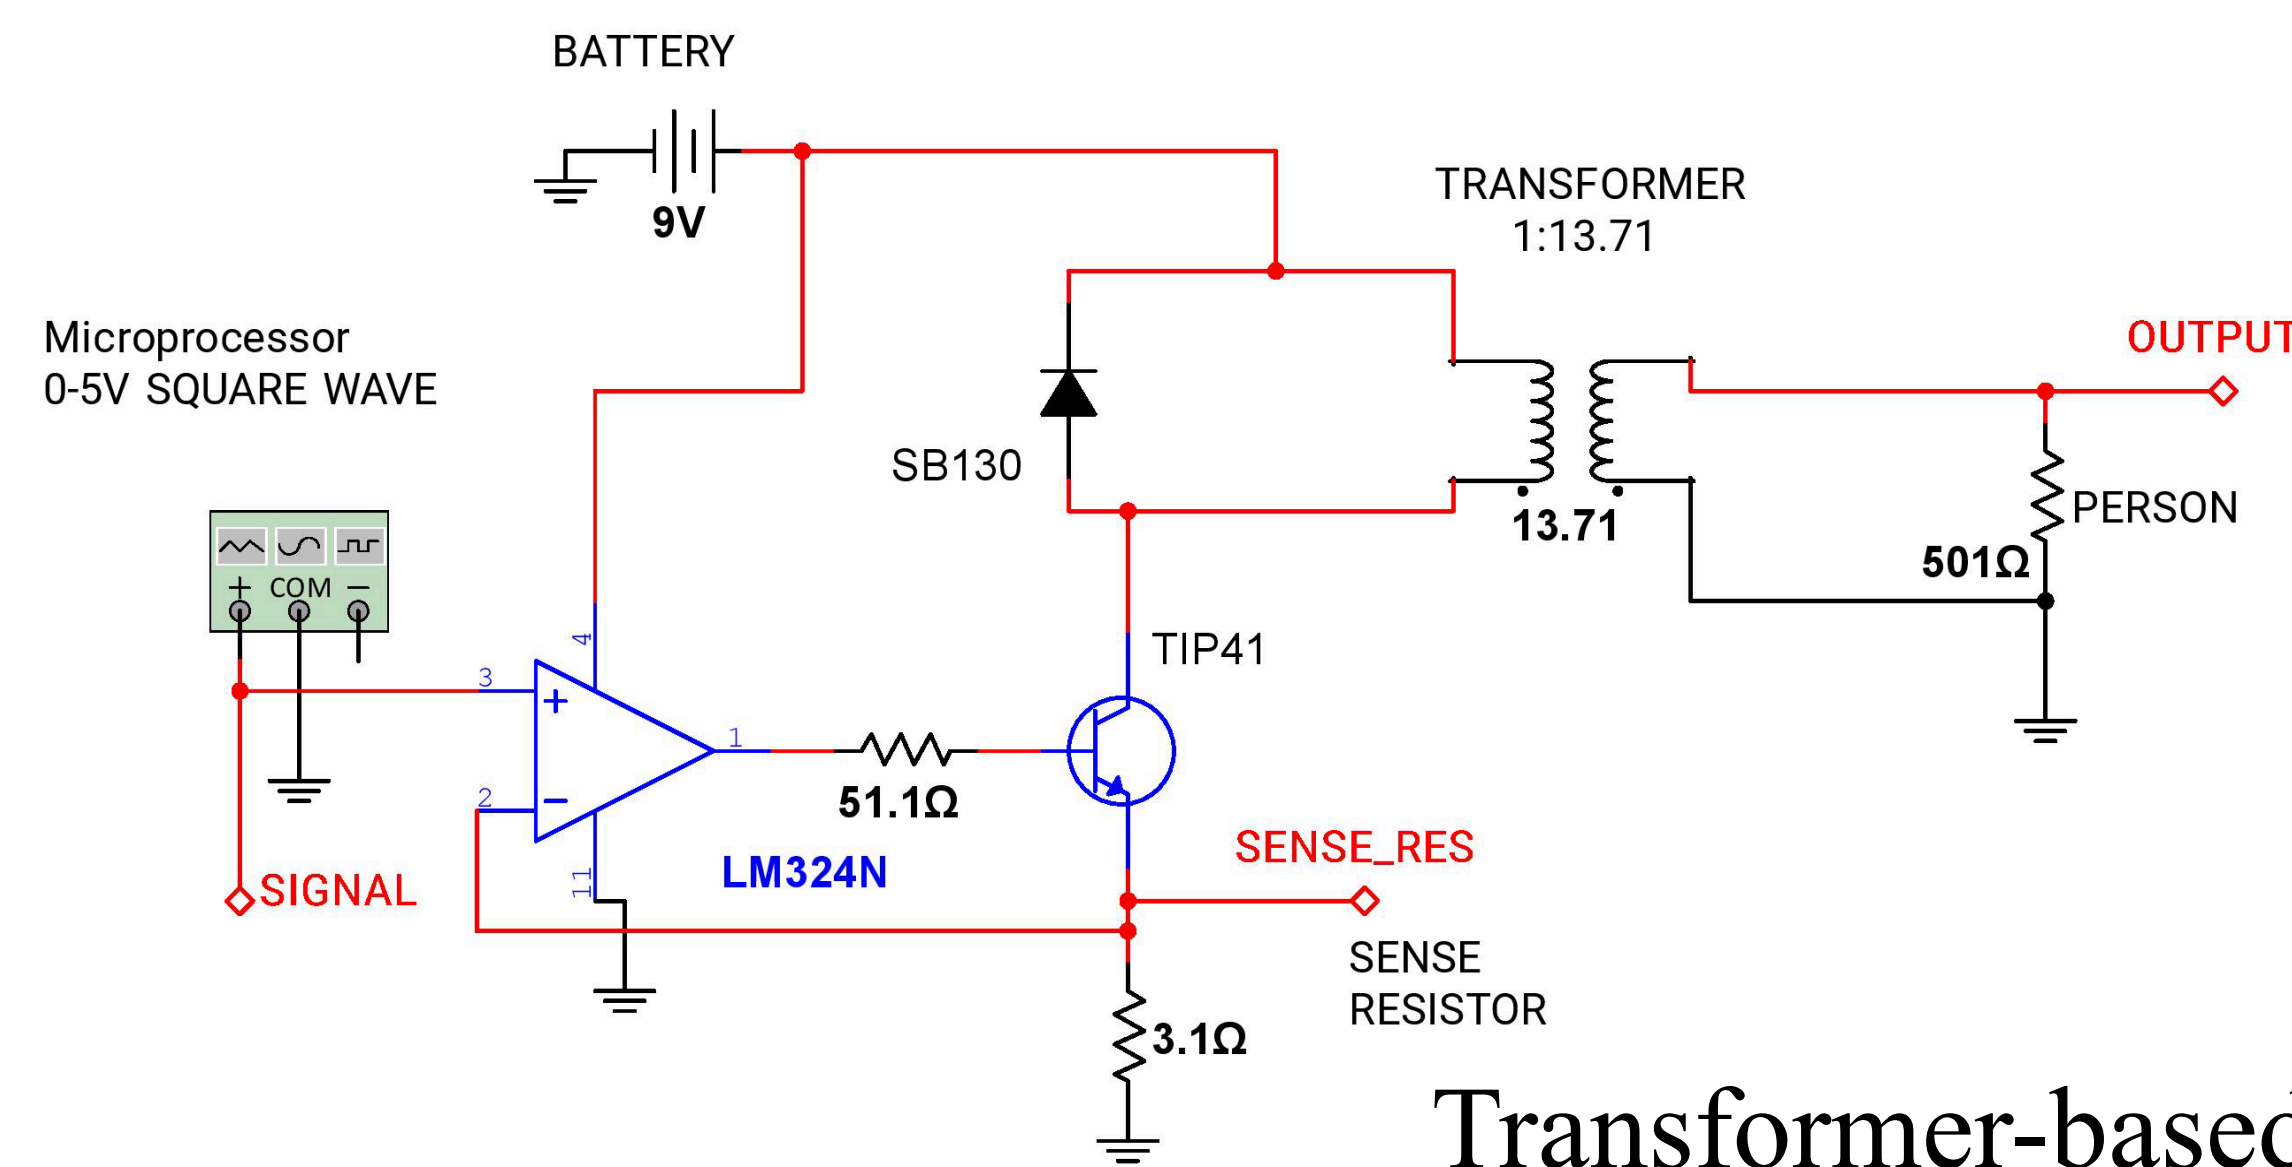 BATTERY
9V
TRANSFORMER
1:13.71
Microprocessor
0-5V SQUARE WAVE
OUTPUT
SB130
13.71
PERSON
501Ω
+ COM −
4
TIP41
3
+
1
2
−
51.1Ω
11
LM324N
SIGNAL
SENSE_RES
SENSE
RESISTOR
3.1Ω
Transformer-based